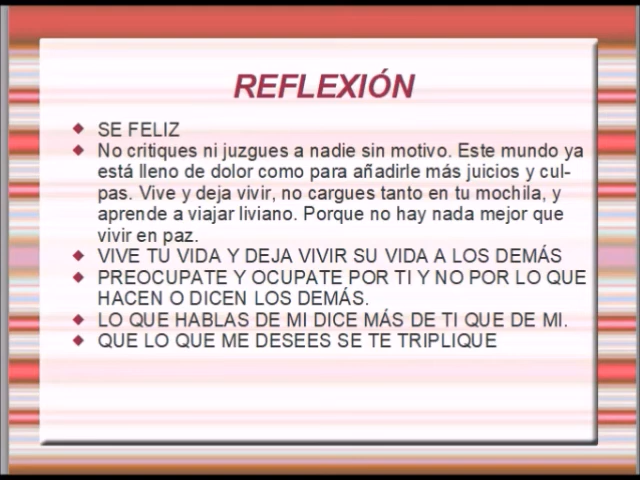 REFLEXIÓN
SE FELIZ
No critiques ni juzgues a nadie sin motivo. Este mundo ya
está lleno de dolor como para añadirle más juicios y cul-
pas. Vive y deja vivir, no cargues tanto en tu mochila, y
aprende a viajar liviano. Porque no hay nada mejor que
vivir en paz.
VIVE TU VIDA Y DEJA VIVIR SU VIDA A LOS DEMÁS
PREOCUPATE Y OCUPATE POR TI Y NO POR LO QUE
HACEN O DICEN LOS DEMÁS.
LO QUE HABLAS DE MI DICE MÁS DE TI QUE DE MI.
QUE LO QUE ME DESEES SE TE TRIPLIQUE